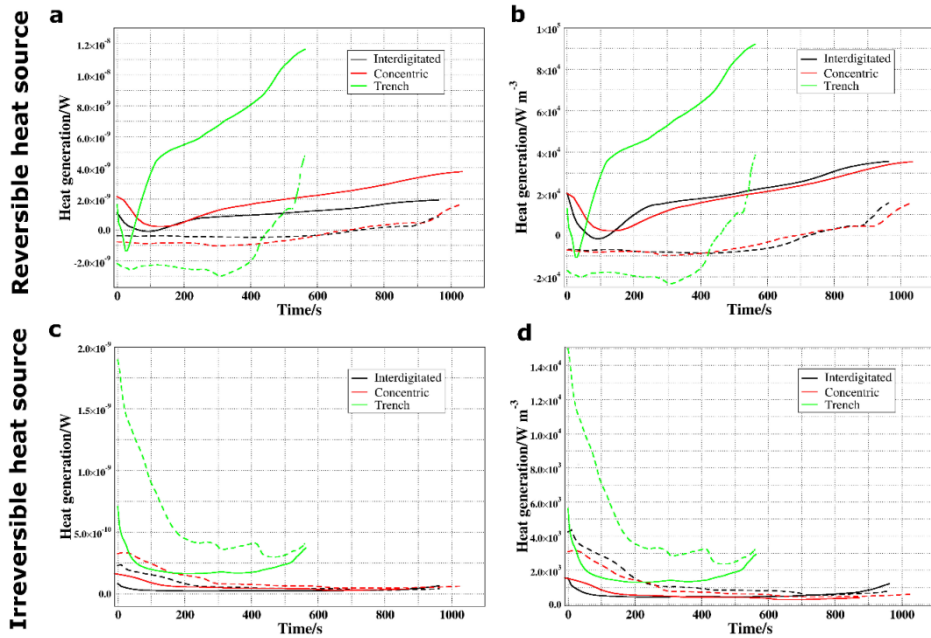 Reversible heat source
a
Heat generation/W
1.2×10⁻⁸
1.0×10⁻⁸
8.0×10⁻⁹
6.0×10⁻⁹
4.0×10⁻⁹
2.0×10⁻⁹
0.0
-2.0×10⁻⁹
Interdigitated
Concentric
Trench
0 200 400 600 800 1000
Time/s
b
Heat generation/W m⁻³
1×10⁵
8×10⁴
6×10⁴
4×10⁴
2×10⁴
0
-2×10⁴
Interdigitated
Concentric
Trench
0 200 400 600 800 1000
Time/s
Irreversible heat source
c
Heat generation/W
2.0×10⁻⁹
1.5×10⁻⁹
1.0×10⁻⁹
5.0×10⁻¹⁰
0.0
Interdigitated
Concentric
Trench
0 200 400 600 800 1000
Time/s
d
Heat generation/W m⁻³
1.4×10⁴
1.2×10⁴
1.0×10⁴
8.0×10³
6.0×10³
4.0×10³
2.0×10³
0.0
Interdigitated
Concentric
Trench
0 200 400 600 800 1000
Time/s